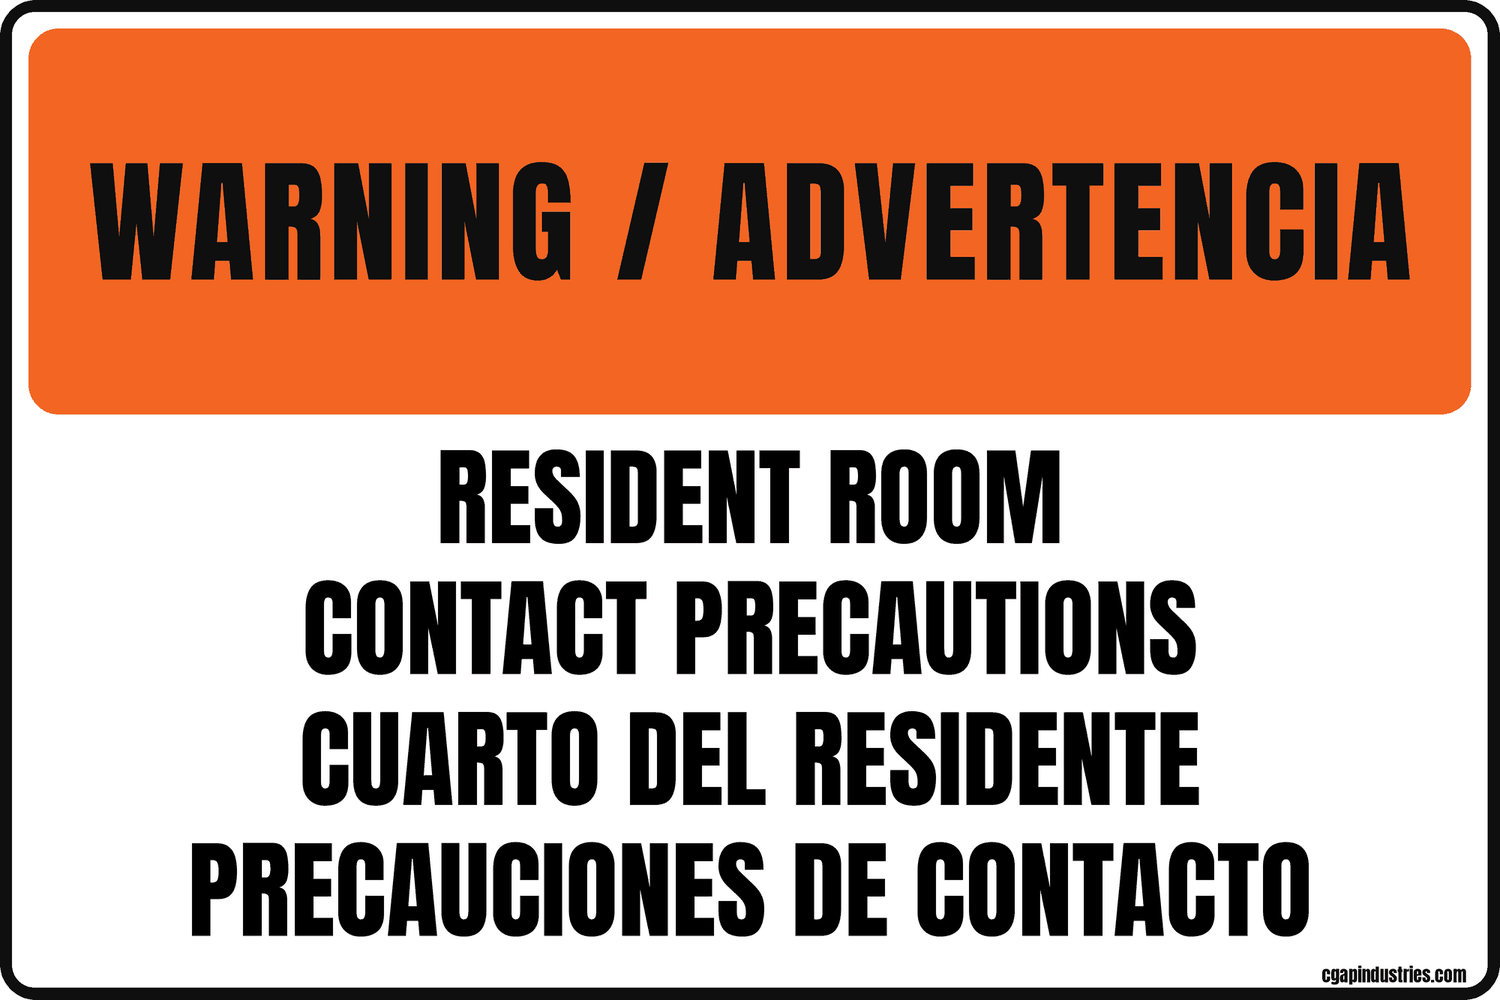 WARNING / ADVERTENCIA
RESIDENT ROOM
CONTACT PRECAUTIONS
CUARTO DEL RESIDENTE
PRECAUCIONES DE CONTACTO
cgapindustries.com